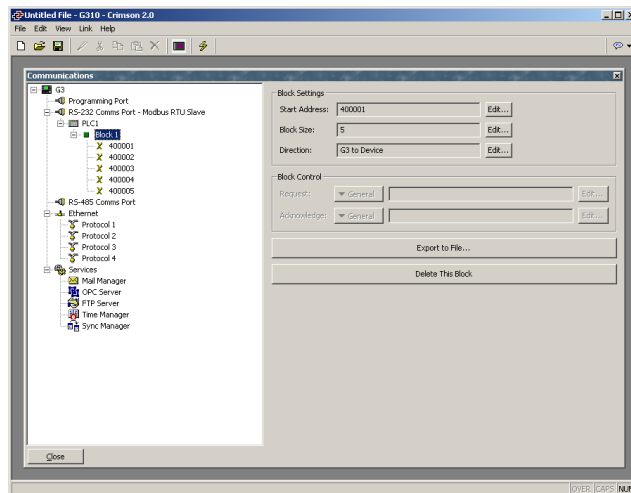 Untitled File - G310 - Crimson 2.0
File Edit View Link Help
Communications
G3
Programming Port
RS-232 Comms Port - Modbus RTU Slave
PLC1
Block 1
400001
400002
400003
400004
400005
RS-485 Comms Port
Ethernet
Protocol 1
Protocol 2
Protocol 3
Protocol 4
Services
Mail Manager
OPC Server
FTP Server
Time Manager
Sync Manager
Block Settings
Start Address: 400001 Edit...
Block Size: 5 Edit...
Direction: G3 to Device Edit...
Block Control
Request: General Edit...
Acknowledge: General Edit...
Export to File...
Delete This Block
Close
OVER CAPS NUM